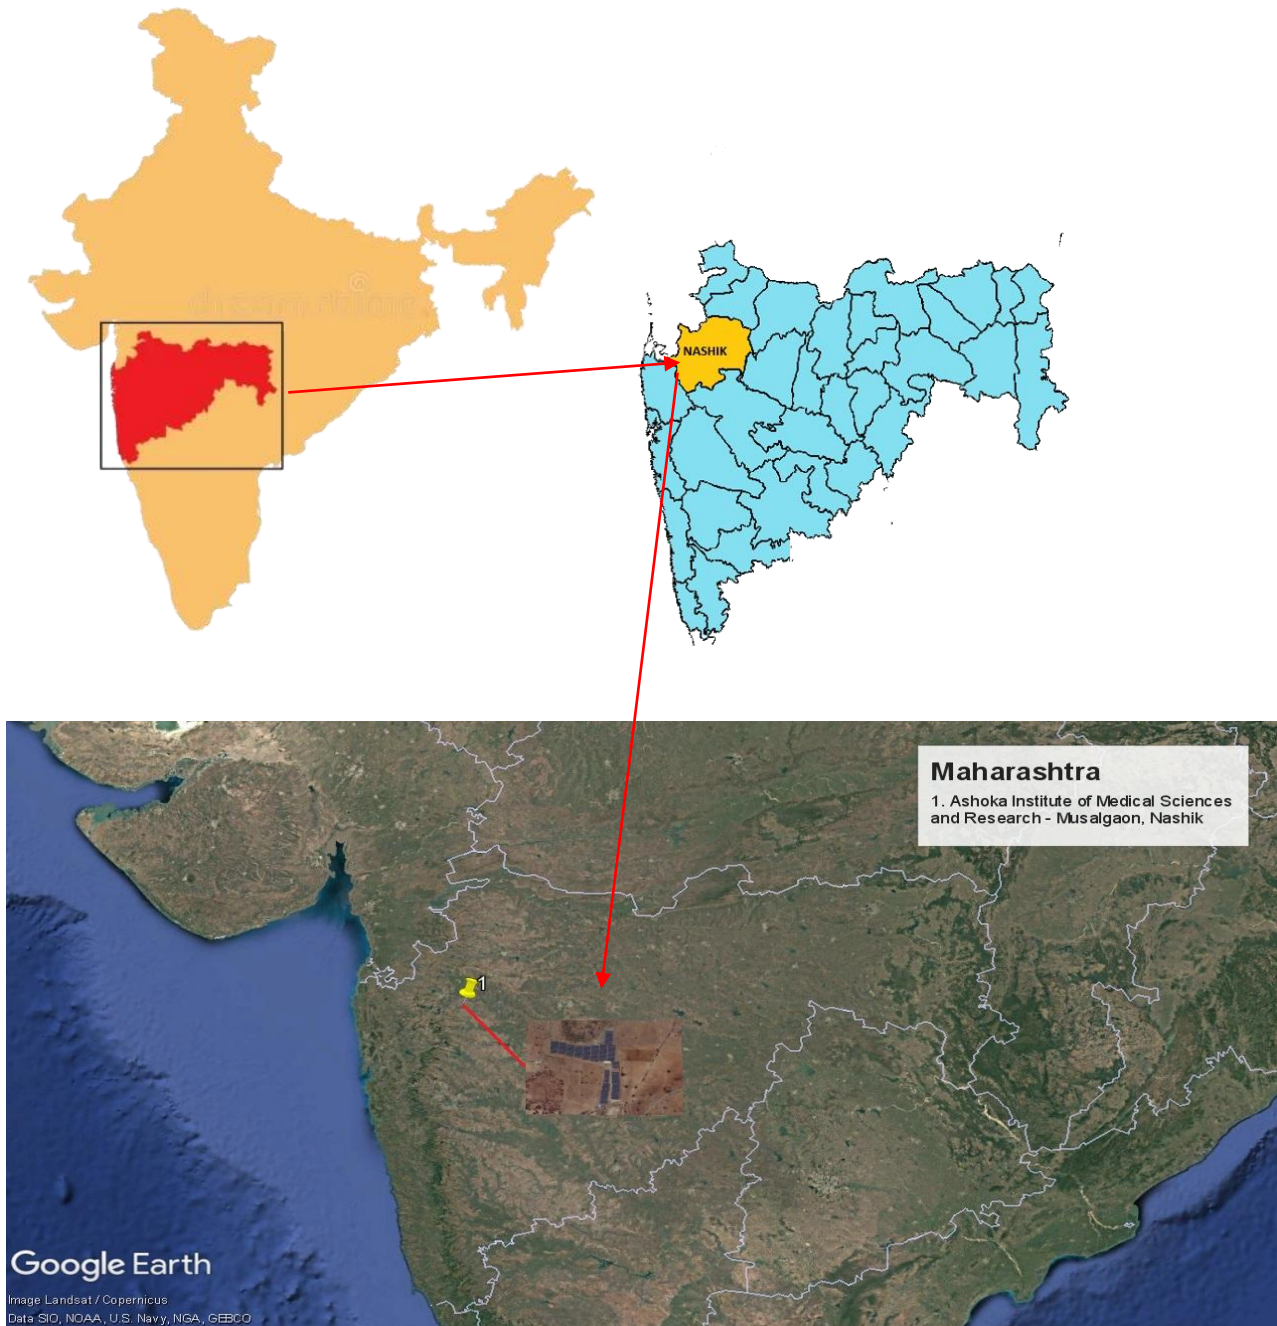 NASHIK
Maharashtra
1. Ashoka Institute of Medical Sciences
and Research - Musalgaon, Nashik
1
Google Earth
Image Landsat / Copernicus
Data SIO, NOAA, U.S. Navy, NGA, GEBCO